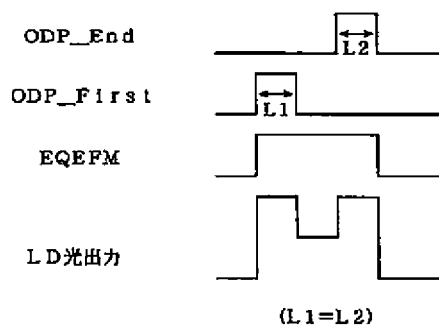 ODP_End
L2
ODP_First
L1
EQEFM
LD光出力
(L1=L2)